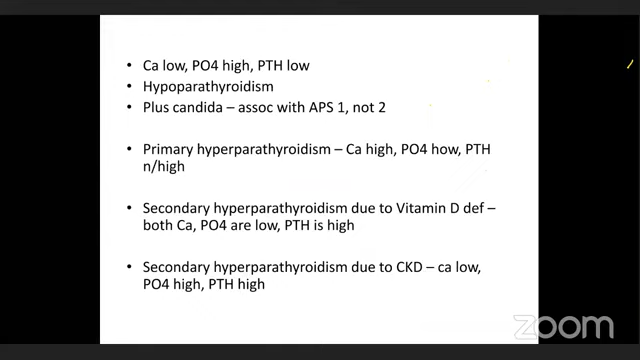 • Ca low, PO4 high, PTH low
• Hypoparathyroidism
• Plus candida – assoc with APS 1, not 2
• Primary hyperparathyroidism – Ca high, PO4 how, PTH
n/high
• Secondary hyperparathyroidism due to Vitamin D def –
both Ca, PO4 are low, PTH is high
• Secondary hyperparathyroidism due to CKD – ca low,
PO4 high, PTH high
zoom